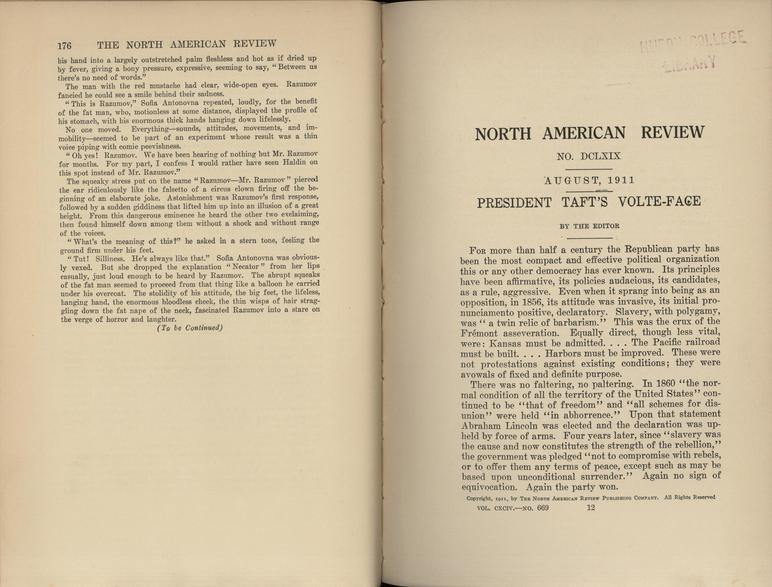 176 THE NORTH AMERICAN REVIEW
his hand into a largely outstretched palm fleshless and hot as if dried up
by fever, giving a bony pressure, expressive, seeming to say, “Between us
there's no need of words.”
The man with the red mustache had clear, wide-open eyes. Razumov
fancied he could see a smile behind their sadness.
“This is Razumov,” Sofia Antonovna repeated, loudly, for the benefit
of the fat man, who, motionless at some distance, displayed the profile of
his stomach, with his enormous thick hands hanging down lifelessly.
No one moved. Everything—sounds, attitudes, movements, and im-
mobility—seemed to be part of an experiment whose result was a thin
voice piping with comic peevishness.
“Oh yes! Razumov. We have been hearing of nothing but Mr. Razumov
for months. For my part, I confess I would rather have seen Haldin on
this spot instead of Mr. Razumov.”
The squeaky stress put on the name “Razumov—Mr. Razumov” pierced
the ear ridiculously like the falsetto of a circus clown firing off the be-
ginning of an elaborate joke. Astonishment was Razumov's first response,
followed by a sudden giddiness that lifted him up into an illusion of a great
height. From this dangerous eminence he heard the other two exclaiming,
then found himself down among them without a shock and without range
of the voices.
“What's the meaning of this?” he asked in a stern tone, feeling the
ground firm under his feet.
“Tut! Silliness. He's always like that.” Sofia Antonovna was obvious-
ly vexed. But she dropped the explanation “Necator” from her lips
casually, just loud enough to be heard by Razumov. The abrupt squeaks
of the fat man seemed to proceed from that thing like a balloon he carried
under his overcoat. The stolidity of his attitude, the big feet, the lifeless,
hanging hand, the enormous bloodless cheek, the thin wisps of hair strag-
gling down the fat nape of the neck, fascinated Razumov into a stare on
the verge of horror and laughter.
(To be Continued)
HURON COLLEGE
LIBRARY
NORTH AMERICAN REVIEW
NO. DCLXIX
AUGUST, 1911
PRESIDENT TAFT'S VOLTE-FACE
BY THE EDITOR
For more than half a century the Republican party has
been the most compact and effective political organization
this or any other democracy has ever known. Its principles
have been affirmative, its policies audacious, its candidates,
as a rule, aggressive. Even when it sprang into being as an
opposition, in 1856, its attitude was invasive, its initial pro-
nunciamento positive, declaratory. Slavery, with polygamy,
was “a twin relic of barbarism.” This was the crux of the
Frémont asseveration. Equally direct, though less vital,
were: Kansas must be admitted. . . . The Pacific railroad
must be built. . . . Harbors must be improved. These were
not protestations against existing conditions; they were
avowals of fixed and definite purpose.
There was no faltering, no paltering. In 1860 “the nor-
mal condition of all the territory of the United States” con-
tinued to be “that of freedom” and “all schemes for dis-
union” were held “in abhorrence.” Upon that statement
Abraham Lincoln was elected and the declaration was up-
held by force of arms. Four years later, since “slavery was
the cause and now constitutes the strength of the rebellion,”
the government was pledged “not to compromise with rebels,
or to offer them any terms of peace, except such as may be
based upon unconditional surrender.” Again no sign of
equivocation. Again the party won.
Copyright, 1911, by THE NORTH AMERICAN REVIEW PUBLISHING COMPANY. All Rights Reserved
VOL. CXCIV.—NO. 669 12